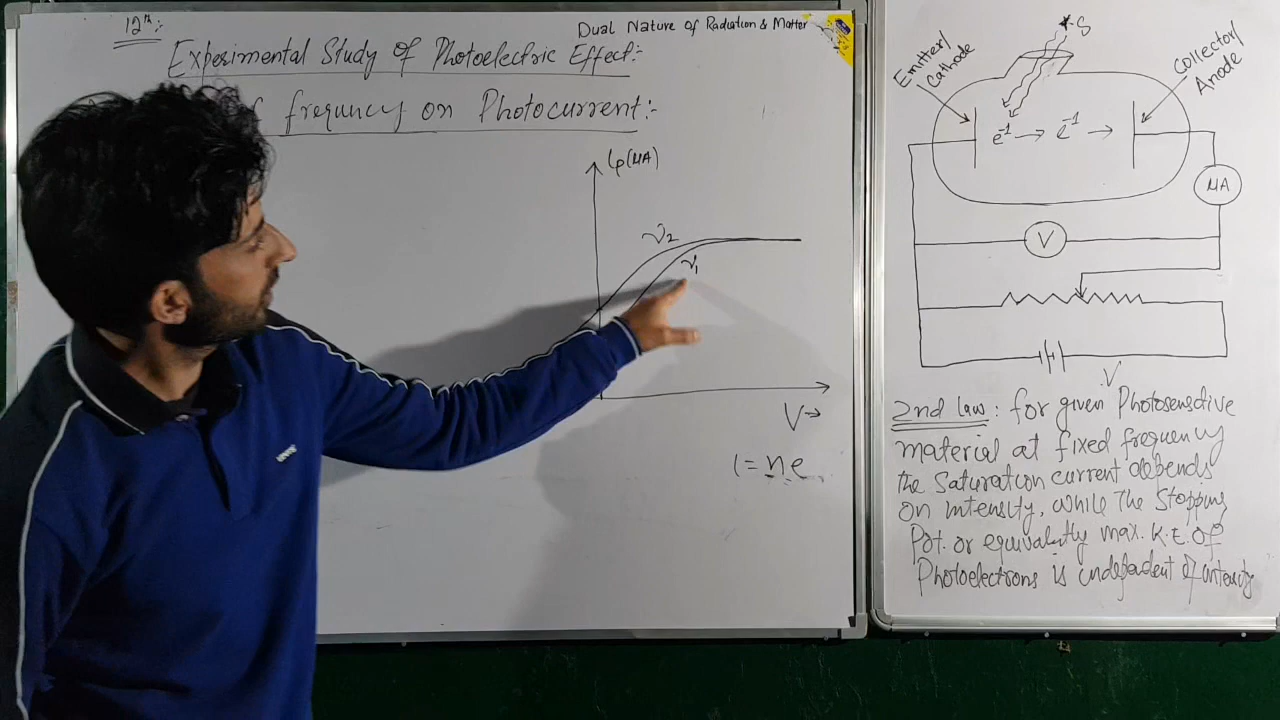 12th:-
Dual Nature Of Radiation & Matter
Experimental Study of Photoelectric Effect:-
frequncy on Photocurrent:-
Ip(μA)
ν2
ν1
V→
I = ne
S
Emitter/
Cathode
Collector/
Anode
e⁻¹ → e⁻¹ →
μA
V
V
2nd law: for given Photosensitive
material at fixed frequency
the Saturation current depends
on intensity, while The Stopping
Pot. or equivalently max. K.E. Of
Photoelectrons is independent of intensity